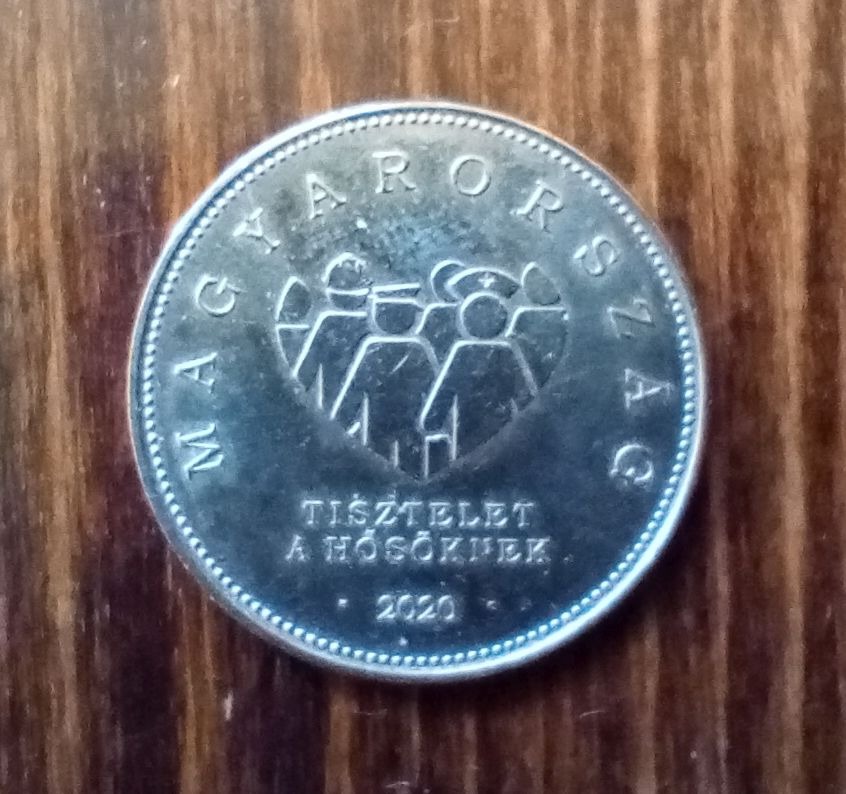 MAGYARORSZÁG
TISZTELET
A HŐSÖKNEK
· 2020 ·